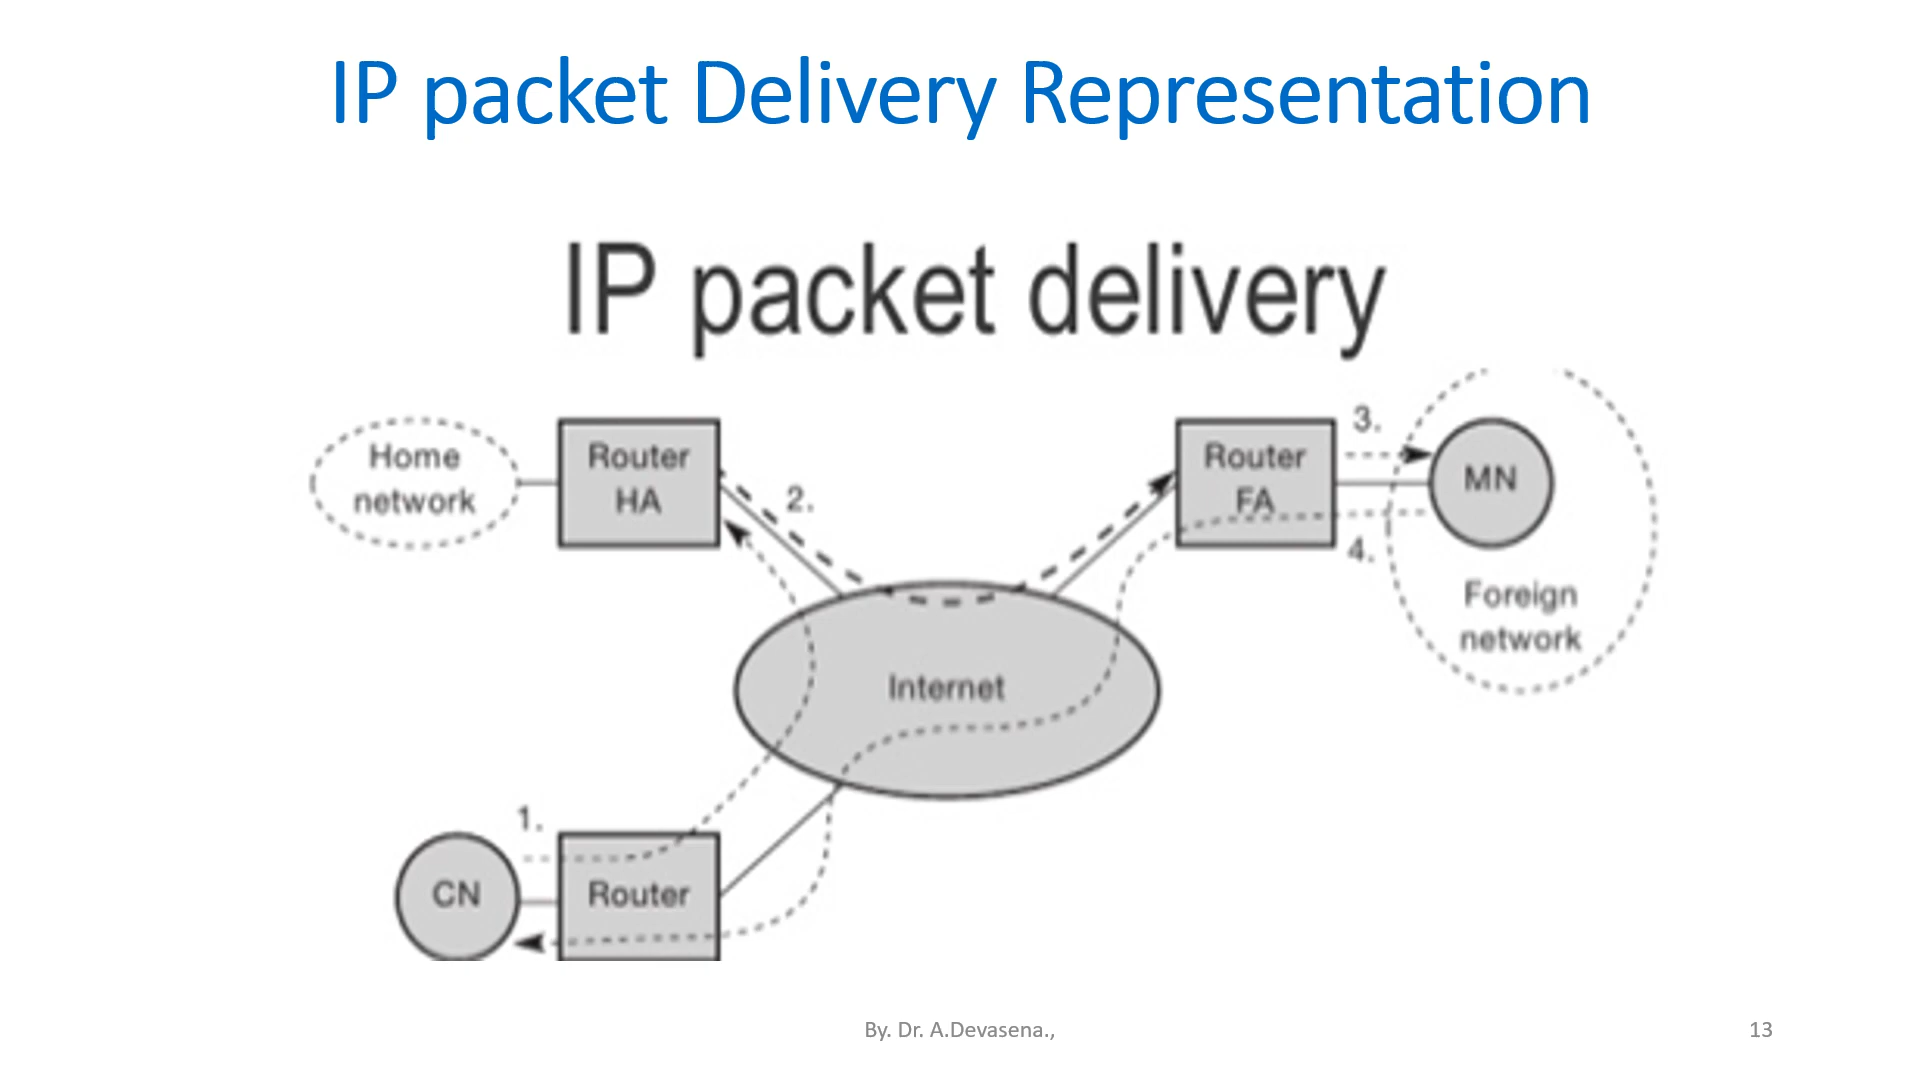 IP packet Delivery Representation
IP packet delivery
Home
network
Router
HA
2.
Router
FA
3.
MN
4.
Foreign
network
Internet
1.
CN
Router
By. Dr. A.Devasena.,
13